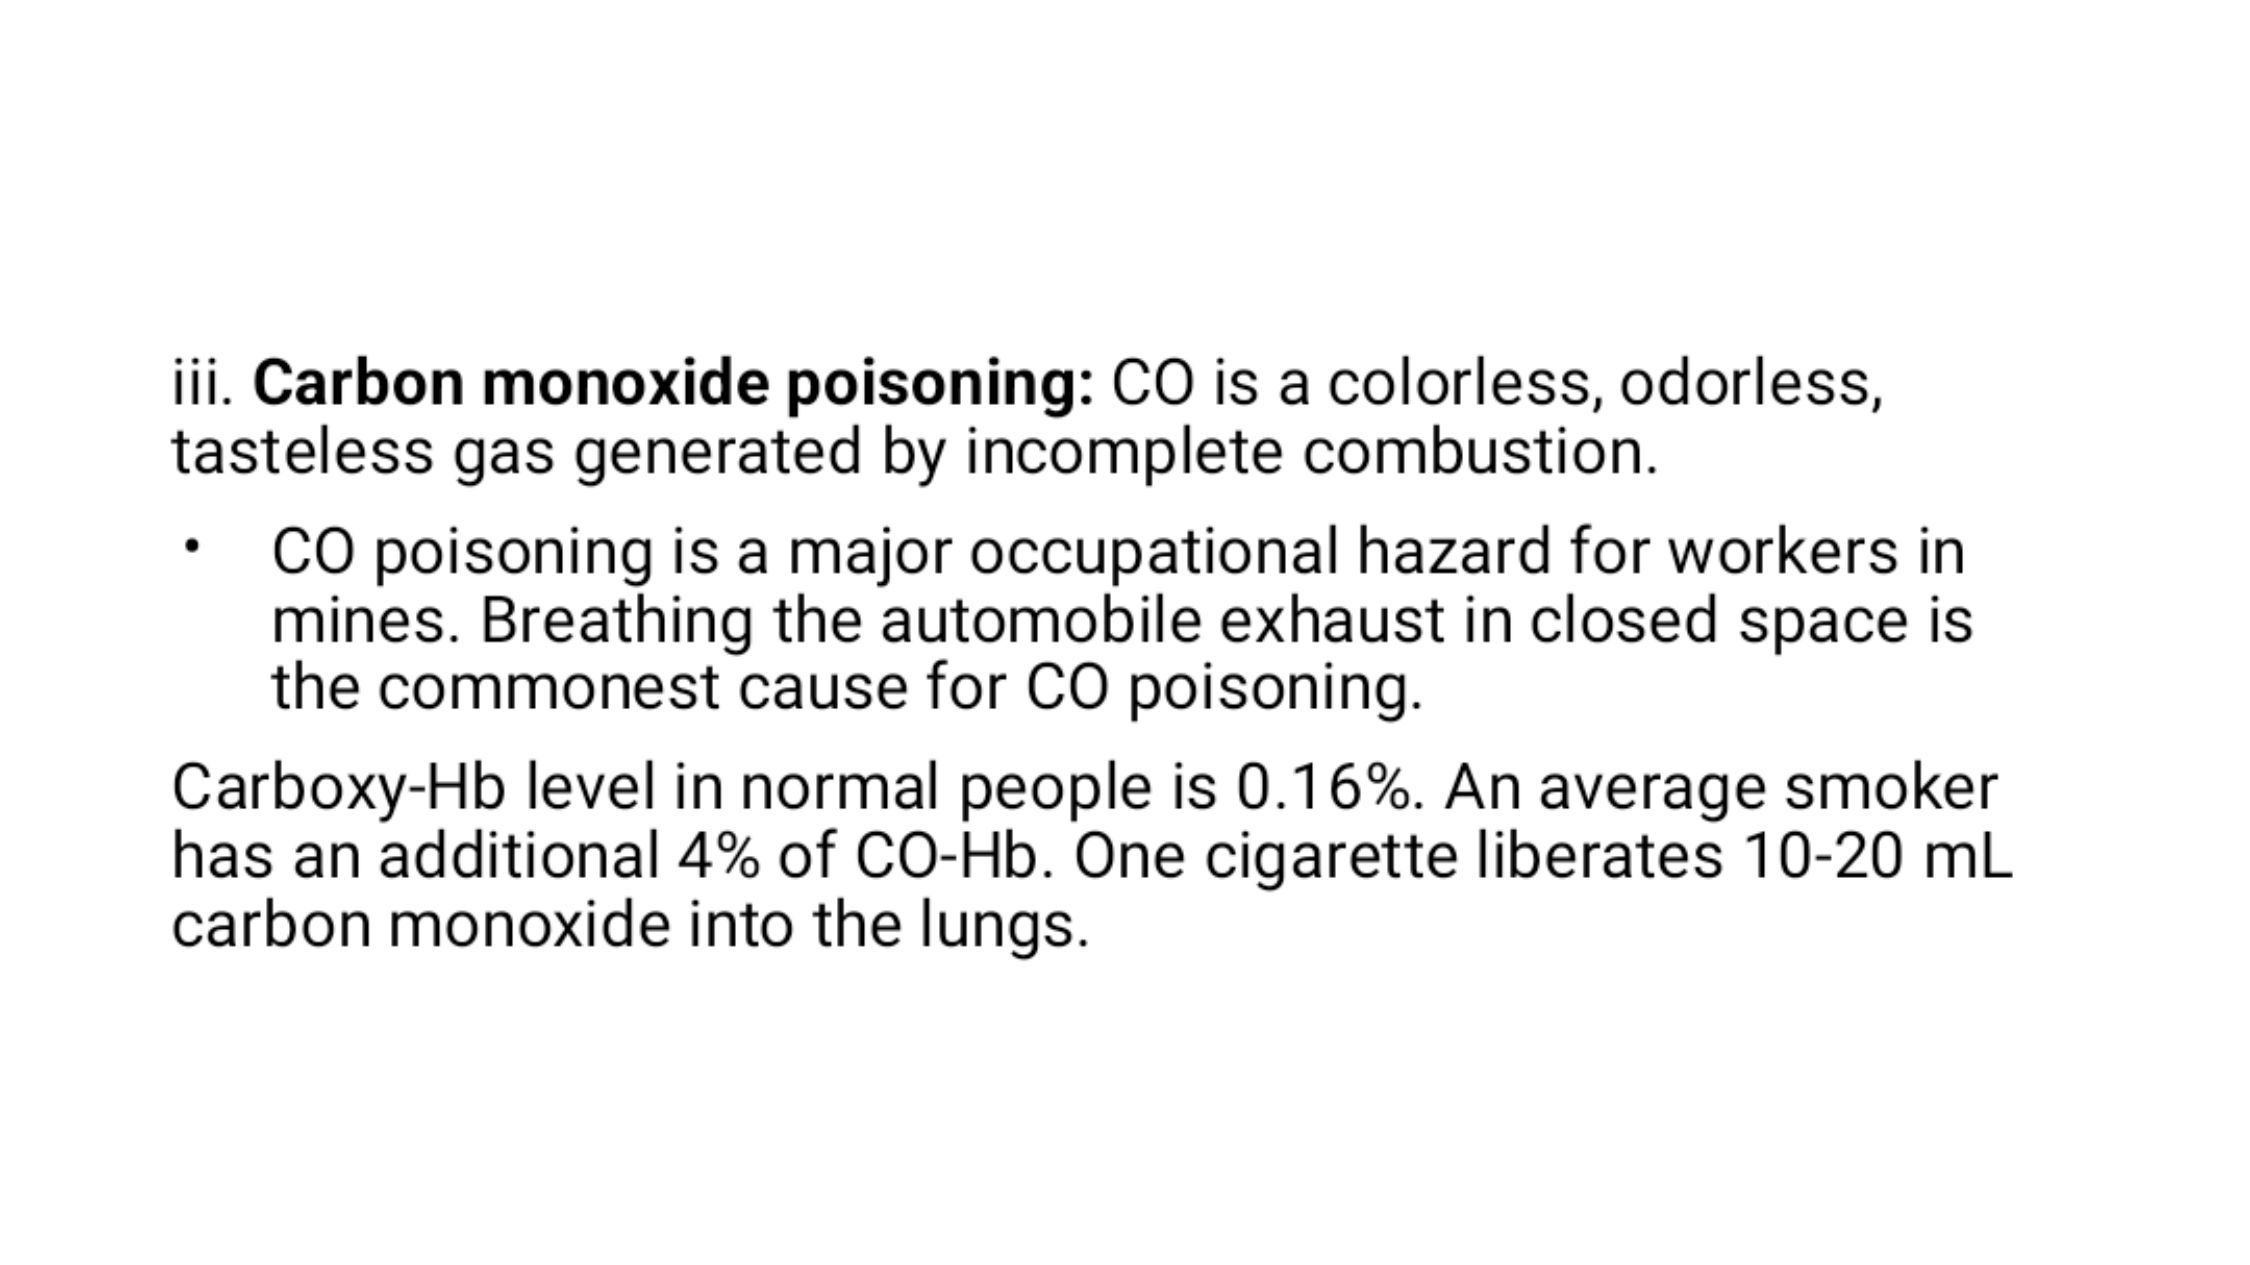 iii. Carbon monoxide poisoning: CO is a colorless, odorless,
tasteless gas generated by incomplete combustion.
• CO poisoning is a major occupational hazard for workers in
mines. Breathing the automobile exhaust in closed space is
the commonest cause for CO poisoning.
Carboxy-Hb level in normal people is 0.16%. An average smoker
has an additional 4% of CO-Hb. One cigarette liberates 10-20 mL
carbon monoxide into the lungs.